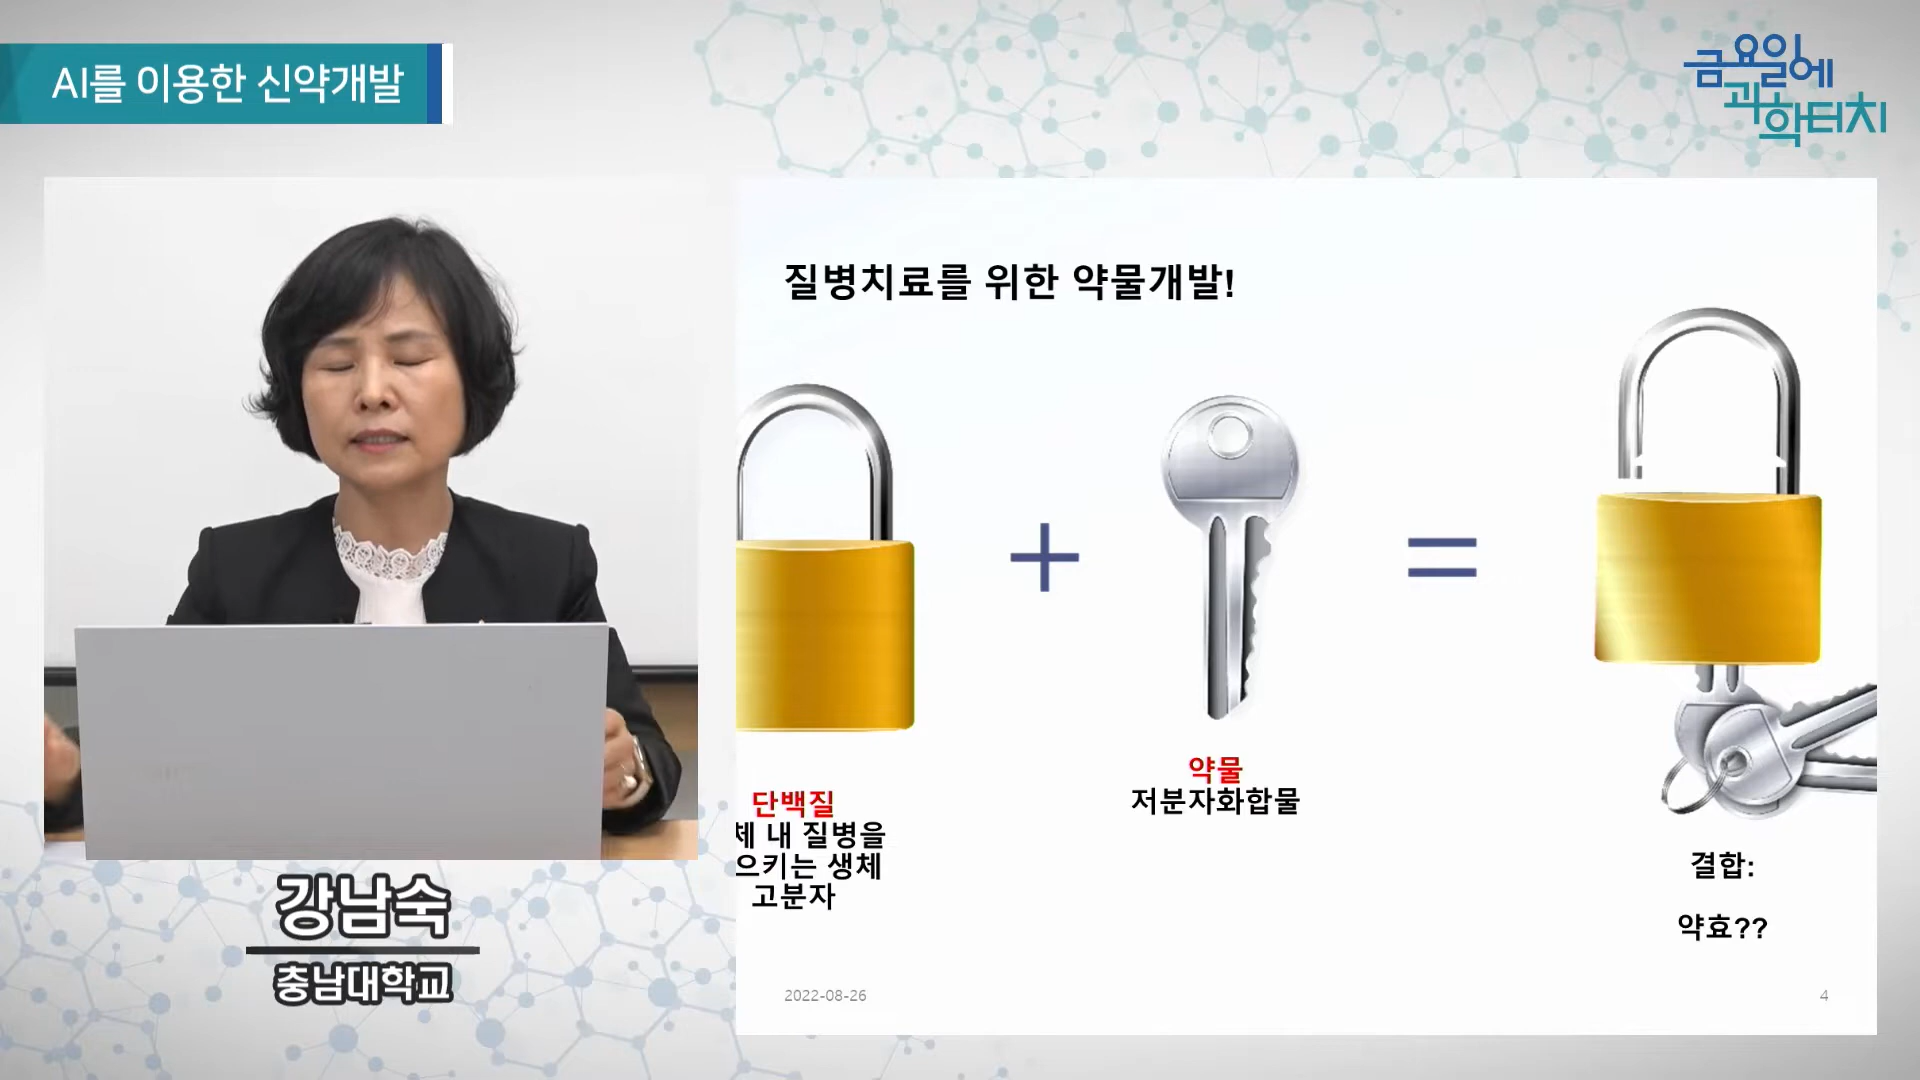 AI를 이용한 신약개발
금요일에
과학터치
질병치료를 위한 약물개발!
단백질
체 내 질병을
으키는 생체
고분자
약물
저분자화합물
결합:
약효??
강남숙
충남대학교
2022-08-26
4